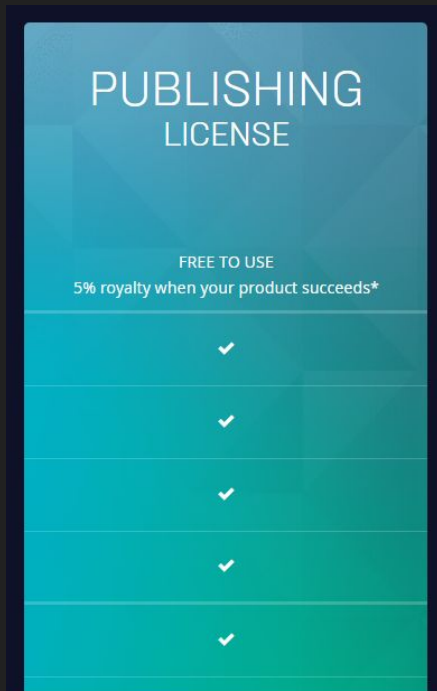 PUBLISHING
LICENSE
FREE TO USE
5% royalty when your product succeeds*